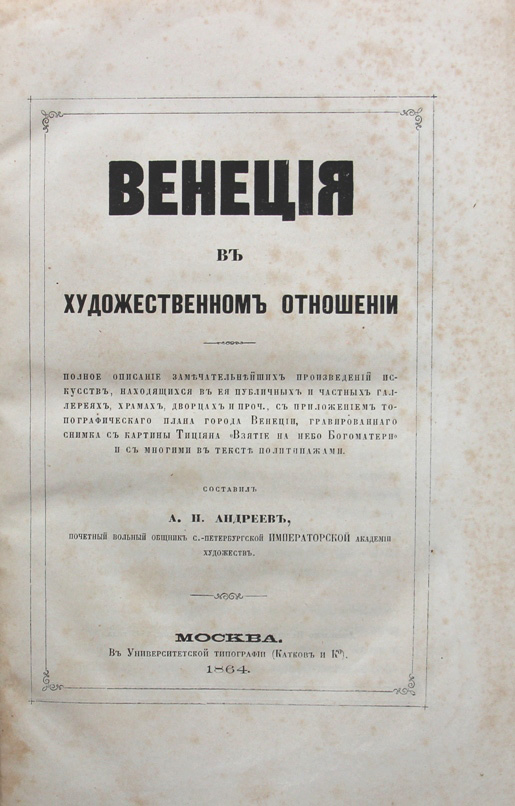 ВЕНЕЦІЯ
ВЪ
ХУДОЖЕСТВЕННОМЪ ОТНОШЕНІИ
ПОЛНОЕ ОПИСАНІЕ ЗАМѢЧАТЕЛЬНѢЙШИХЪ ПРОИЗВЕДЕНІЙ ИС-
КУССТВЪ, НАХОДЯЩИХСЯ ВЪ ЕЯ ПУБЛИЧНЫХЪ И ЧАСТНЫХЪ ГАЛ-
ЛЕРЕЯХЪ, ХРАМАХЪ, ДВОРЦАХЪ И ПРОЧ., СЪ ПРИЛОЖЕНІЕМЪ ТО-
ПОГРАФИЧЕСКАГО ПЛАНА ГОРОДА ВЕНЕЦІИ, ГРАВИРОВАННАГО
СНИМКА СЪ КАРТИНЫ ТИЦІЯНА «ВЗЯТІЕ НА НЕБО БОГОМАТЕРИ»
И СЪ МНОГИМИ ВЪ ТЕКСТѢ ПОЛИТИПАЖАМИ.
СОСТАВИЛЪ
А. Н. АНДРЕЕВЪ,
ПОЧЕТНЫЙ ВОЛЬНЫЙ ОБЩНИКЪ С.-ПЕТЕРБУРГСКОЙ ИМПЕРАТОРСКОЙ АКАДЕМІИ
ХУДОЖЕСТВЪ.
МОСКВА.
Въ Университетской типографіи (Катковъ и Кº).
1864.